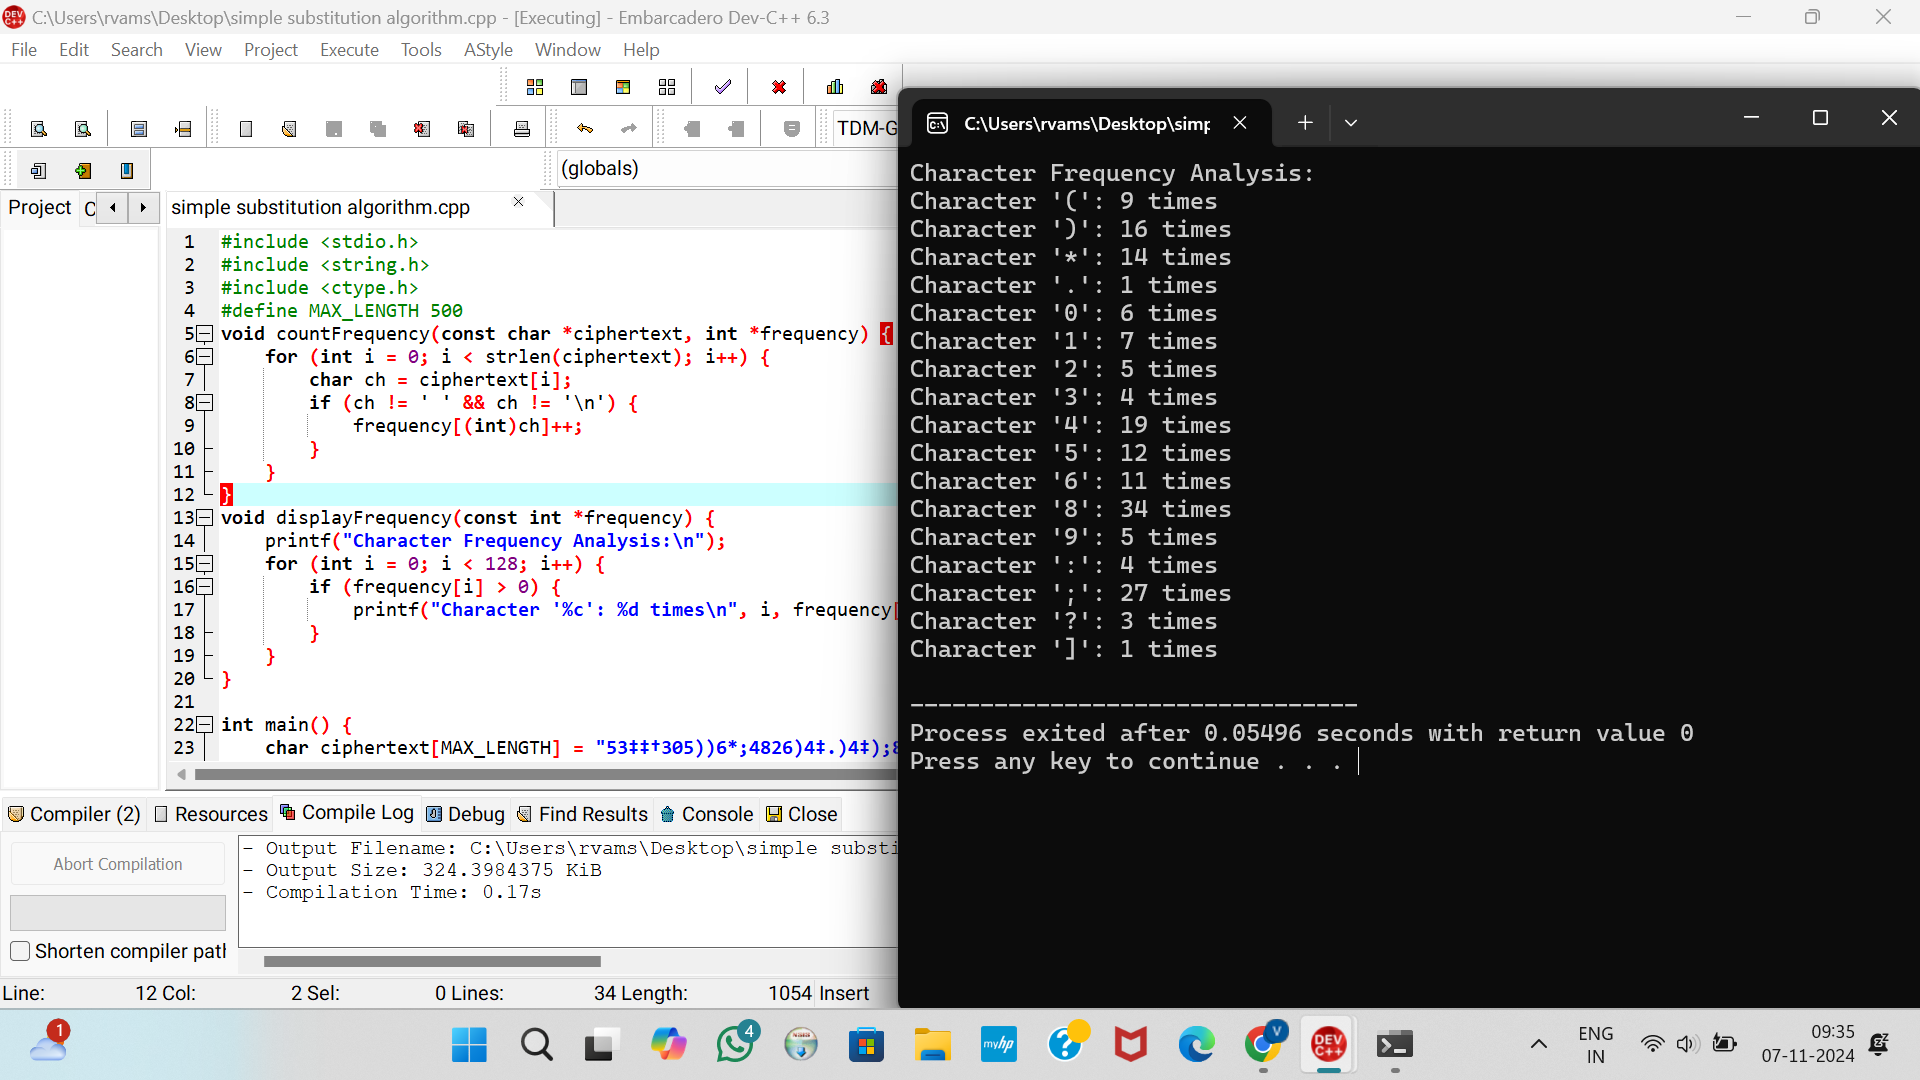 C:\Users\rvams\Desktop\simple substitution algorithm.cpp - [Executing] - Embarcadero Dev-C++ 6.3
File Edit Search View Project Execute Tools AStyle Window Help
TDM-G
(globals)
Project C
simple substitution algorithm.cpp
1 #include <stdio.h>
2 #include <string.h>
3 #include <ctype.h>
4 #define MAX_LENGTH 500
5 void countFrequency(const char *ciphertext, int *frequency) {
6 for (int i = 0; i < strlen(ciphertext); i++) {
7 char ch = ciphertext[i];
8 if (ch != ' ' && ch != '\n') {
9 frequency[(int)ch]++;
10 }
11 }
12 }
13 void displayFrequency(const int *frequency) {
14 printf("Character Frequency Analysis:\n");
15 for (int i = 0; i < 128; i++) {
16 if (frequency[i] > 0) {
17 printf("Character '%c': %d times\n", i, frequency[
18 }
19 }
20 }
21
22 int main() {
23 char ciphertext[MAX_LENGTH] = "53‡‡†305))6*;4826)4‡.)4‡);8
Compiler (2) Resources Compile Log Debug Find Results Console Close
Abort Compilation
Shorten compiler path
- Output Filename: C:\Users\rvams\Desktop\simple substi
- Output Size: 324.3984375 KiB
- Compilation Time: 0.17s
Line: 12 Col: 2 Sel: 0 Lines: 34 Length: 1054 Insert
C:\Users\rvams\Desktop\simp
Character Frequency Analysis:
Character '(': 9 times
Character ')': 16 times
Character '*': 14 times
Character '.': 1 times
Character '0': 6 times
Character '1': 7 times
Character '2': 5 times
Character '3': 4 times
Character '4': 19 times
Character '5': 12 times
Character '6': 11 times
Character '8': 34 times
Character '9': 5 times
Character ':': 4 times
Character ';': 27 times
Character '?': 3 times
Character ']': 1 times
--------------------------------
Process exited after 0.05496 seconds with return value 0
Press any key to continue . . .
1
4
myhp
V
DEV C++
ENG
IN
09:35
07-11-2024